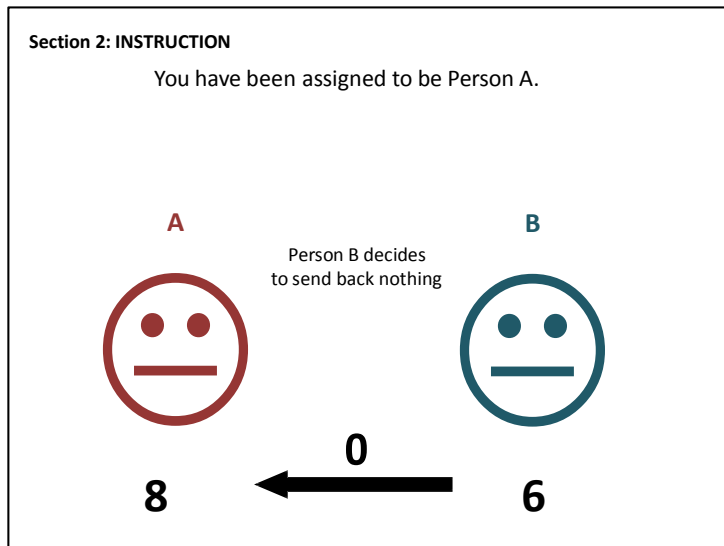 Section 2: INSTRUCTION
You have been assigned to be Person A.
A
B
Person B decides
to send back nothing
0
8
6